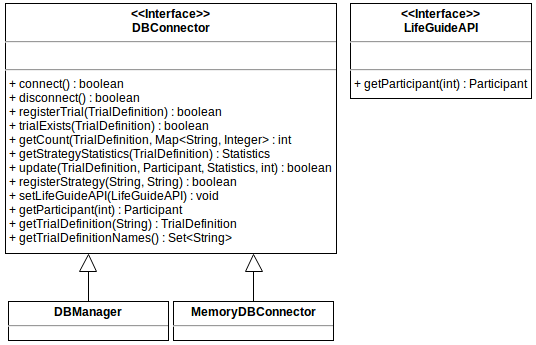 <<Interface>>
DBConnector
+ connect() : boolean
+ disconnect() : boolean
+ registerTrial(TrialDefinition) : boolean
+ trialExists(TrialDefinition) : boolean
+ getCount(TrialDefinition, Map<String, Integer> : int
+ getStrategyStatistics(TrialDefinition) : Statistics
+ update(TrialDefinition, Participant, Statistics, int) : boolean
+ registerStrategy(String, String) : boolean
+ setLifeGuideAPI(LifeGuideAPI) : void
+ getParticipant(int) : Participant
+ getTrialDefinition(String) : TrialDefinition
+ getTrialDefinitionNames() : Set<String>
<<Interface>>
LifeGuideAPI
+ getParticipant(int) : Participant
DBManager
MemoryDBConnector